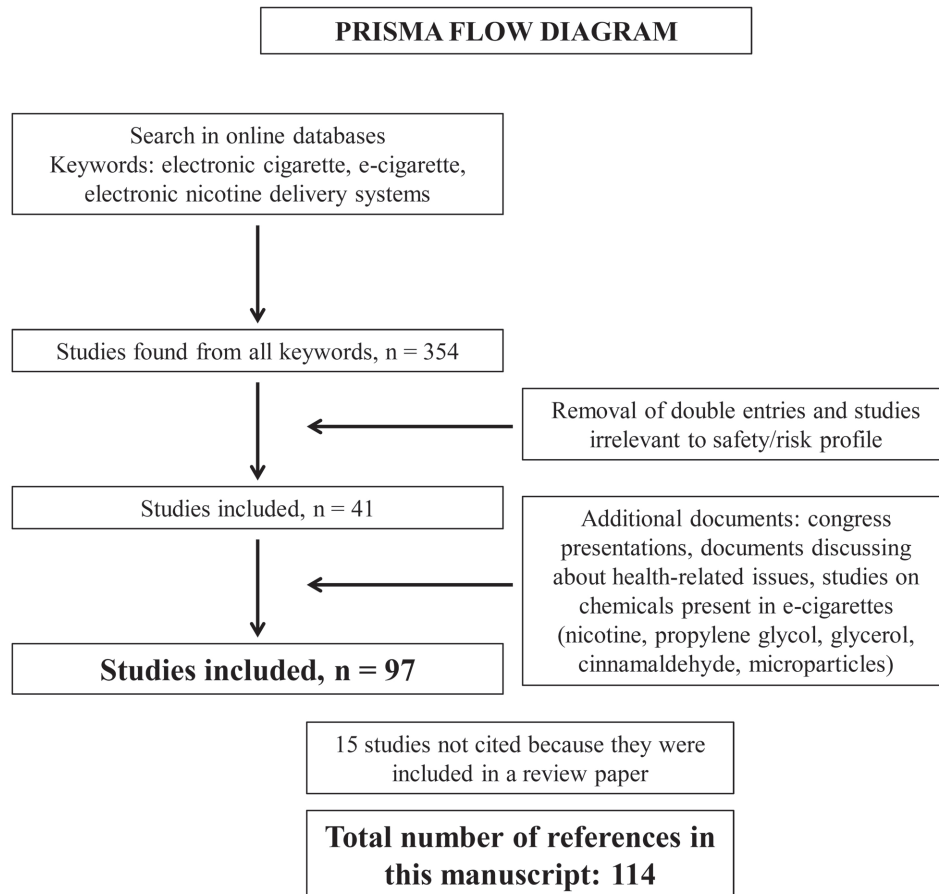 PRISMA FLOW DIAGRAM
Search in online databases
Keywords: electronic cigarette, e-cigarette,
electronic nicotine delivery systems
Studies found from all keywords, n = 354
Removal of double entries and studies
irrelevant to safety/risk profile
Studies included, n = 41
Additional documents: congress
presentations, documents discussing
about health-related issues, studies on
chemicals present in e-cigarettes
(nicotine, propylene glycol, glycerol,
cinnamaldehyde, microparticles)
Studies included, n = 97
15 studies not cited because they were
included in a review paper
Total number of references in
this manuscript: 114